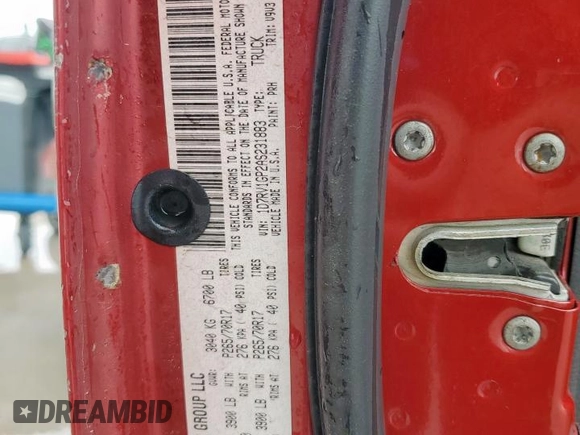 GROUP LLC
GVWR: 3040 KG 6700 LB
3900 LB WITH P265/70R17 TIRES
RIMS AT 276 KPA ( 40 PSI) COLD
3900 LB WITH P265/70R17 TIRES
RIMS AT 276 KPA ( 40 PSI) COLD
THIS VEHICLE CONFORMS TO ALL APPLICABLE U.S.A. FEDERAL MOTOR
STANDARDS IN EFFECT ON THE DATE OF MANUFACTURE SHOWN
VIN: 1D7RV1GP2AS231883 TYPE: TRUCK
VEHICLE MADE IN U.S.A. PAINT: PRH TRIM: V9V3
DREAMBID